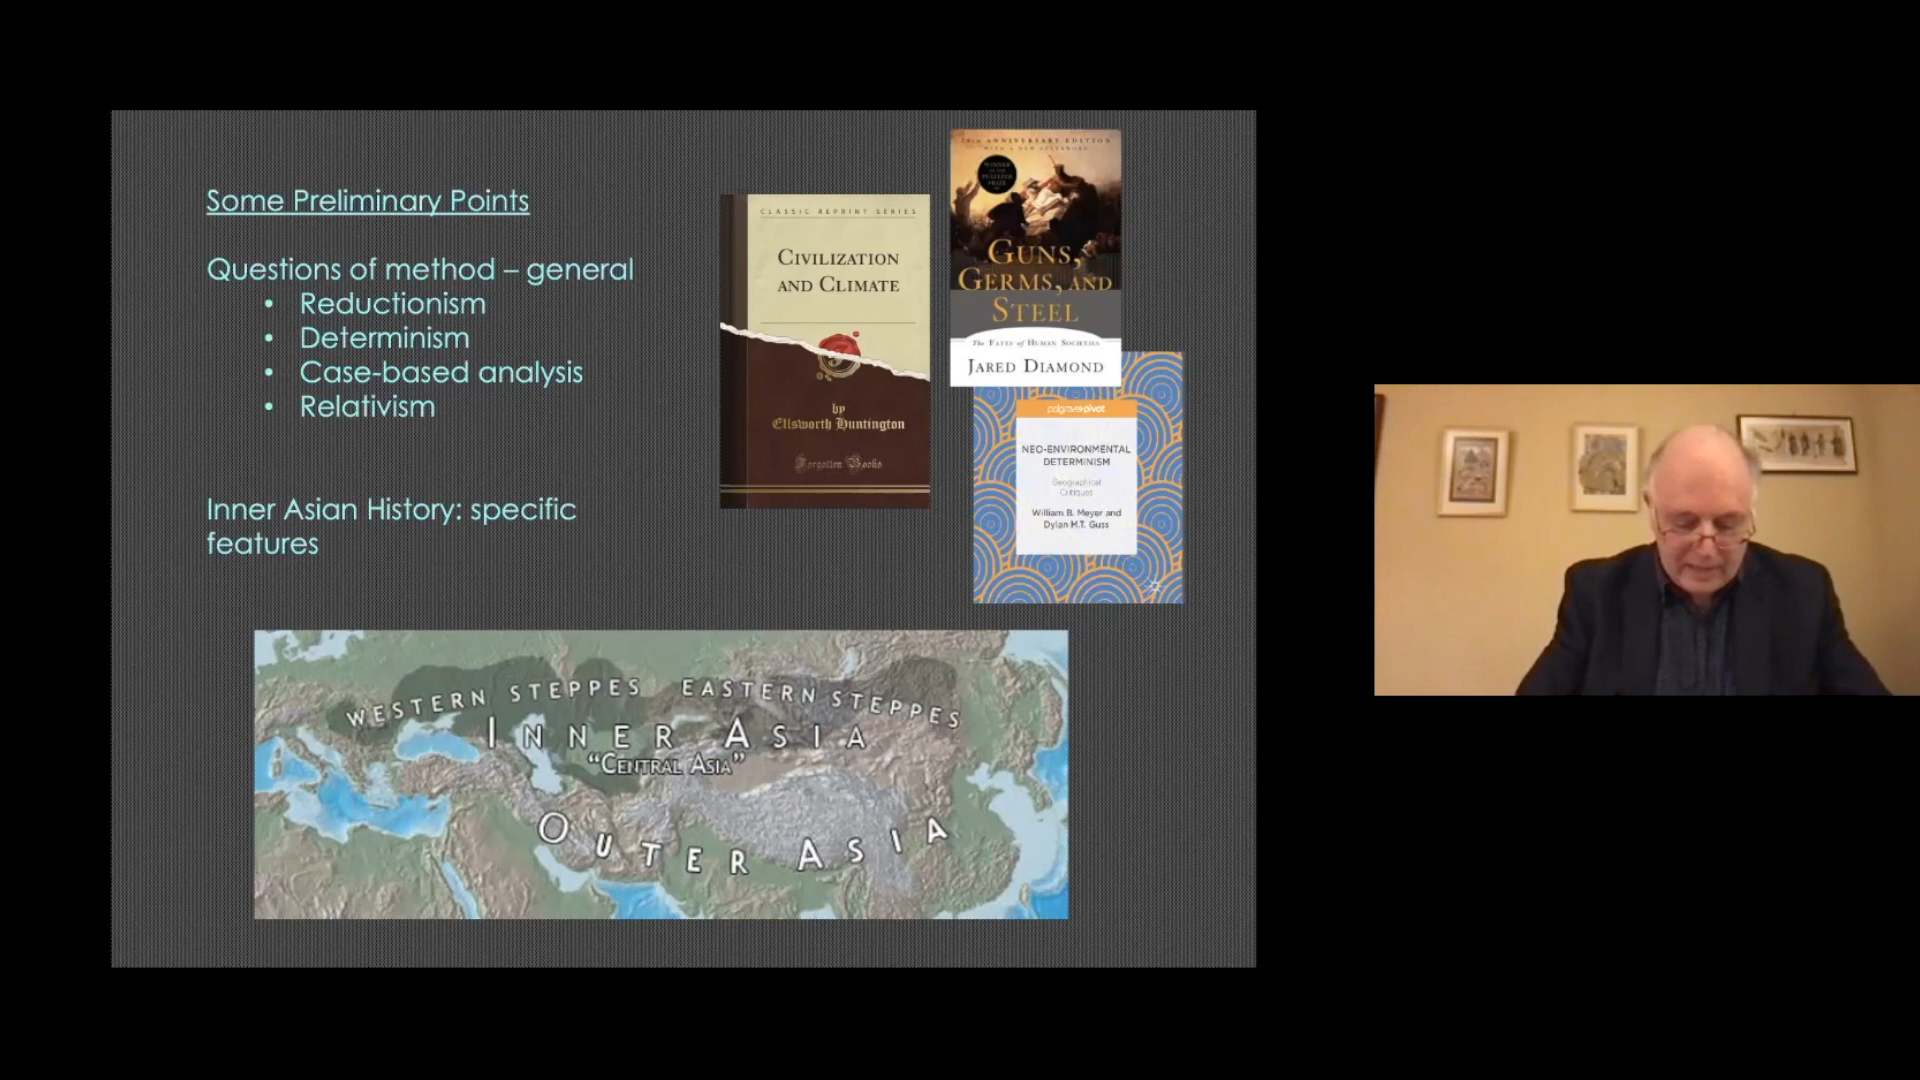 Some Preliminary Points
Questions of method – general
• Reductionism
• Determinism
• Case-based analysis
• Relativism
Inner Asian History: specific
features
CLASSIC REPRINT SERIES
CIVILIZATION
AND CLIMATE
by
Ellsworth Huntington
Forgotten Books
ANNIVERSARY EDITION
WITH A NEW AFTERWORD
WINNER
OF THE
PULITZER
PRIZE
GUNS,
GERMS, AND
STEEL
The FATES of HUMAN SOCIETIES
JARED DIAMOND
palgrave pivot
NEO-ENVIRONMENTAL
DETERMINISM
Geographical
Critiques
William B. Meyer and
Dylan M.T. Guss
WESTERN STEPPES EASTERN STEPPES
INNER ASIA
“CENTRAL ASIA”
OUTER ASIA